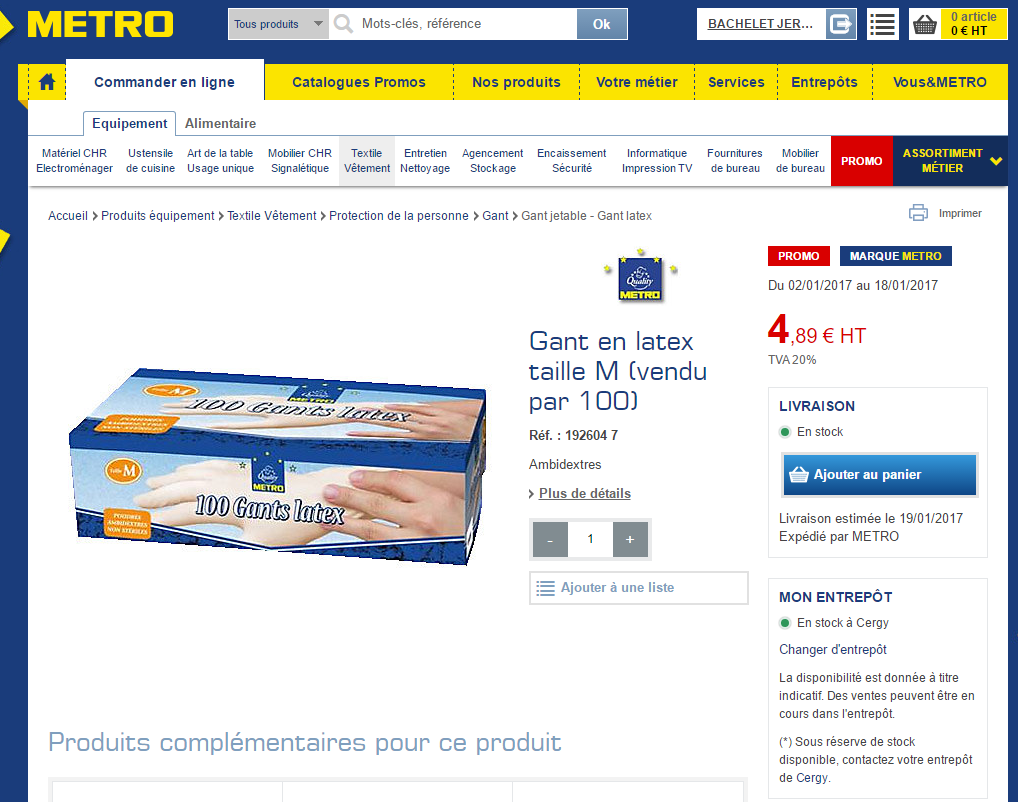 METRO
Tous produits
Mots-clés, référence
Ok
BACHELET JER...
0 article
0 € HT
Commander en ligne
Catalogues Promos
Nos produits
Votre métier
Services
Entrepôts
Vous&METRO
Equipement
Alimentaire
Matériel CHR
Electroménager
Ustensile
de cuisine
Art de la table
Usage unique
Mobilier CHR
Signalétique
Textile
Vêtement
Entretien
Nettoyage
Agencement
Stockage
Encaissement
Sécurité
Informatique
Impression TV
Fournitures
de bureau
Mobilier
de bureau
PROMO
ASSORTIMENT
MÉTIER
Accueil > Produits équipement > Textile Vêtement > Protection de la personne > Gant > Gant jetable - Gant latex
Imprimer
Taille M
METRO
100 Gants latex
POUDRÉS
AMBIDEXTRES
NON STÉRILES
Taille M
Quality
METRO
100 Gants latex
POUDRÉS
AMBIDEXTRES
NON STÉRILES
Quality
METRO
Gant en latex
taille M (vendu
par 100)
Réf. : 192604 7
Ambidextres
Plus de détails
- 1 +
Ajouter à une liste
PROMO
MARQUE METRO
Du 02/01/2017 au 18/01/2017
4,89 € HT
TVA 20%
LIVRAISON
En stock
Ajouter au panier
Livraison estimée le 19/01/2017
Expédié par METRO
MON ENTREPÔT
En stock à Cergy
Changer d'entrepôt
La disponibilité est donnée à titre
indicatif. Des ventes peuvent être en
cours dans l'entrepôt.
(*) Sous réserve de stock
disponible, contactez votre entrepôt
de Cergy.
Produits complémentaires pour ce produit